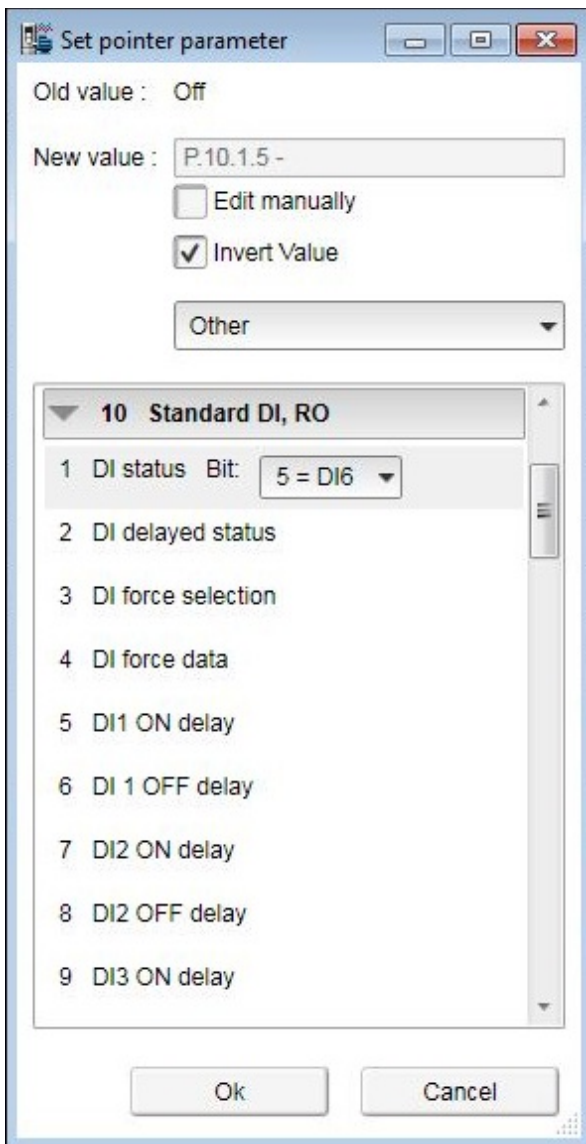 Set pointer parameter
Old value : Off
New value : P.10.1.5 -
Edit manually
Invert Value
Other
10 Standard DI, RO
1 DI status Bit: 5 = DI6
2 DI delayed status
3 DI force selection
4 DI force data
5 DI1 ON delay
6 DI 1 OFF delay
7 DI2 ON delay
8 DI2 OFF delay
9 DI3 ON delay
Ok Cancel